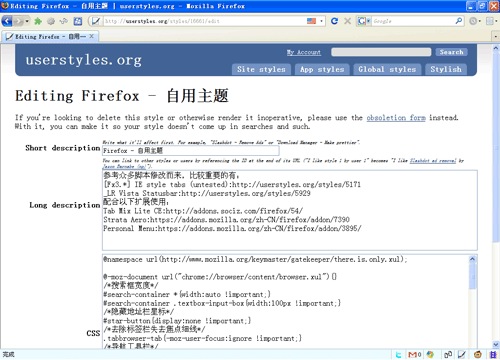 Editing Firefox - 自用主题 | userstyles.org - Mozilla Firefox
http://userstyles.org/styles/10001/edit
Google
Editing Firefox - 自用一
userstyles.org
My Account
Search
Site styles
App styles
Global styles
Stylish
Editing Firefox - 自用主题
If you're looking to delete this style or otherwise render it inoperative, please use the obsoletion form instead.
With it, you can make it so your style doesn't come up in searches and such.
Write what it'll affect first. For example, "Slashdot - Remove Ads" or "Download Manager - Make prettier".
Short description
Firefox - 自用主题
You can link to other styles or users by referencing the ID at the end of its URL ("I like style 1 by user 1" becomes "I like Slashdot ad removal by Jason Barnabe (np)").
参考众多脚本修改而来，比较重要的有：
[Fx3.*] IE style tabs (untested):http://userstyles.org/styles/5171
_LR Vista Statusbar:http://userstyles.org/styles/5929
配合以下扩展使用：
Long description
Tab Mix Lite CE:http://addons.sociz.com/firefox/54/
Strata Aero:https://addons.mozilla.org/zh-CN/firefox/addon/7390
Personal Menu:https://addons.mozilla.org/zh-CN/firefox/addon/3895/
@namespace url(http://www.mozilla.org/keymaster/gatekeeper/there.is.only.xul);
@-moz-document url("chrome://browser/content/browser.xul"){}
/*搜索框宽度*/
#search-container *{width:auto !important;}
#search-container .textbox-input-box{width:100px !important;}
/*隐藏地址栏星标*/
#star-button{display:none !important;}
CSS
/*去除标签栏失去焦点细线*/
.tabbrowser-tab{-moz-user-focus:ignore !important;}
/*导航工具栏*/
完成